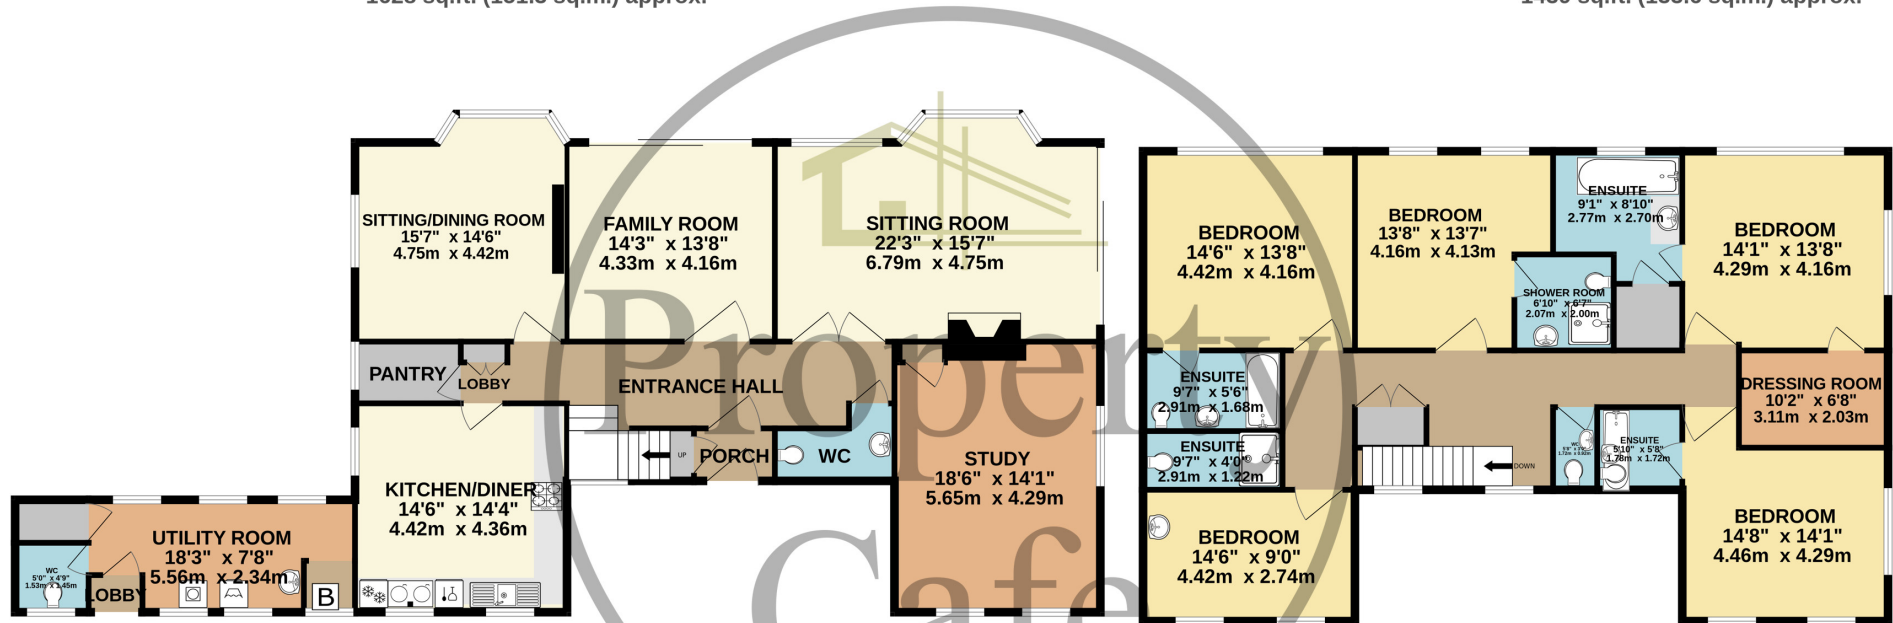 SITTING/DINING ROOM
15'7" x 14'6"
4.75m x 4.42m
FAMILY ROOM
14'3" x 13'8"
4.33m x 4.16m
SITTING ROOM
22'3" x 15'7"
6.79m x 4.75m
PANTRY
LOBBY
ENTRANCE HALL
UP
PORCH
WC
STUDY
18'6" x 14'1"
5.65m x 4.29m
KITCHEN/DINER
14'6" x 14'4"
4.42m x 4.36m
UTILITY ROOM
18'3" x 7'8"
5.56m x 2.34m
WC
5'0" x 4'9"
1.53m x 1.45m
LOBBY
B
BEDROOM
14'6" x 13'8"
4.42m x 4.16m
BEDROOM
13'8" x 13'7"
4.16m x 4.13m
ENSUITE
9'1" x 8'10"
2.77m x 2.70m
BEDROOM
14'1" x 13'8"
4.29m x 4.16m
SHOWER ROOM
6'10" x 6'7"
2.07m x 2.00m
ENSUITE
9'7" x 5'6"
2.91m x 1.68m
DRESSING ROOM
10'2" x 6'8"
3.11m x 2.03m
ENSUITE
9'7" x 4'0"
2.91m x 1.22m
DOWN
WC
ENSUITE
5'10" x 5'8"
1.78m x 1.72m
BEDROOM
14'6" x 9'0"
4.42m x 2.74m
BEDROOM
14'8" x 14'1"
4.46m x 4.29m
Property
Cafe